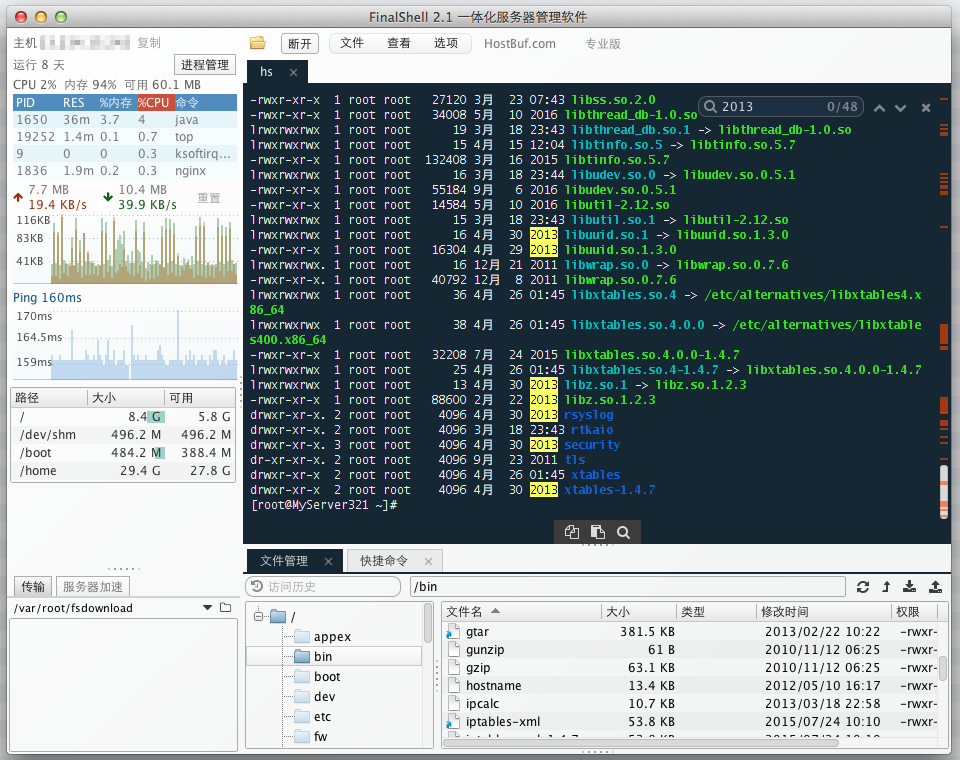 FinalShell 2.1 一体化服务器管理软件
主机 复制
运行 8 天 进程管理
CPU 2% 内存 94% 可用 60.1 MB
PID RES %内存 %CPU 命令
1650 36m 3.7 4 java
19252 1.4m 0.1 0.7 top
9 0 0 0.3 ksoftirq...
1836 1.9m 0.2 0.3 nginx
7.7 MB 10.4 MB 重置
19.4 KB/s 39.9 KB/s
116KB
83KB
41KB
Ping 160ms
170ms
164.5ms
159ms
路径 大小 可用
/ 8.4 G 5.8 G
/dev/shm 496.2 M 496.2 M
/boot 484.2 M 388.4 M
/home 29.4 G 27.8 G
传输 服务器加速
/var/root/fsdownload
断开 文件 查看 选项 HostBuf.com 专业版
hs
2013 0/48
-rwxr-xr-x 1 root root 27120 3月 23 07:43 libss.so.2.0
-rwxr-xr-x 1 root root 34008 5月 10 2016 libthread_db-1.0.so
lrwxrwxrwx 1 root root 19 3月 18 23:43 libthread_db.so.1 -> libthread_db-1.0.so
lrwxrwxrwx 1 root root 15 4月 15 12:04 libtinfo.so.5 -> libtinfo.so.5.7
-rwxr-xr-x 1 root root 132408 3月 16 2015 libtinfo.so.5.7
lrwxrwxrwx 1 root root 16 3月 18 23:44 libudev.so.0 -> libudev.so.0.5.1
-rwxr-xr-x 1 root root 55184 9月 6 2016 libudev.so.0.5.1
-rwxr-xr-x 1 root root 14584 5月 10 2016 libutil-2.12.so
lrwxrwxrwx 1 root root 15 3月 18 23:43 libutil.so.1 -> libutil-2.12.so
lrwxrwxrwx 1 root root 16 4月 30 2013 libuuid.so.1 -> libuuid.so.1.3.0
-rwxr-xr-x 1 root root 16304 4月 29 2013 libuuid.so.1.3.0
lrwxrwxrwx. 1 root root 16 12月 21 2011 libwrap.so.0 -> libwrap.so.0.7.6
-rwxr-xr-x. 1 root root 40792 12月 8 2011 libwrap.so.0.7.6
lrwxrwxrwx 1 root root 36 4月 26 01:45 libxtables.so.4 -> /etc/alternatives/libxtables4.x
86_64
lrwxrwxrwx 1 root root 38 4月 26 01:45 libxtables.so.4.0.0 -> /etc/alternatives/libxtable
s400.x86_64
-rwxr-xr-x 1 root root 32208 7月 24 2015 libxtables.so.4.0.0-1.4.7
lrwxrwxrwx 1 root root 25 4月 26 01:45 libxtables.so.4-1.4.7 -> libxtables.so.4.0.0-1.4.7
lrwxrwxrwx 1 root root 13 4月 30 2013 libz.so.1 -> libz.so.1.2.3
-rwxr-xr-x 1 root root 88600 2月 22 2013 libz.so.1.2.3
drwxr-xr-x. 2 root root 4096 4月 30 2013 rsyslog
drwxr-xr-x. 2 root root 4096 3月 18 23:43 rtkaio
drwxr-xr-x. 3 root root 4096 4月 30 2013 security
dr-xr-xr-x. 2 root root 4096 9月 23 2011 tls
drwxr-xr-x 2 root root 4096 4月 26 01:45 xtables
drwxr-xr-x 2 root root 4096 4月 30 2013 xtables-1.4.7
[root@MyServer321 ~]#
文件管理 快捷命令
访问历史 /bin
/
appex
bin
boot
dev
etc
fw
文件名 大小 类型 修改时间 权限
gtar 381.5 KB 2013/02/22 10:22 -rwxr-
gunzip 61 B 2010/11/12 06:25 -rwxr-
gzip 63.1 KB 2010/11/12 06:25 -rwxr-
hostname 13.4 KB 2012/05/10 16:17 -rwxr-
ipcalc 10.7 KB 2013/03/18 22:58 -rwxr-
iptables-xml 53.8 KB 2015/07/24 10:10 -rwxr-